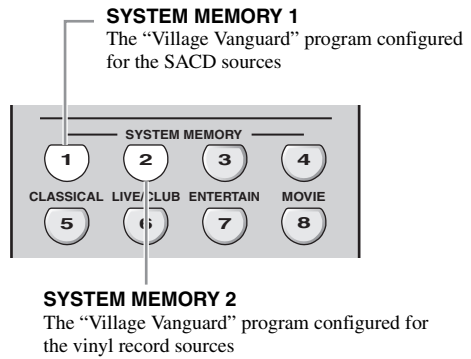 SYSTEM MEMORY 1
The “Village Vanguard” program configured
for the SACD sources
SYSTEM MEMORY
1 2 3 4
CLASSICAL LIVE/CLUB ENTERTAIN MOVIE
5 6 7 8
SYSTEM MEMORY 2
The “Village Vanguard” program configured for
the vinyl record sources